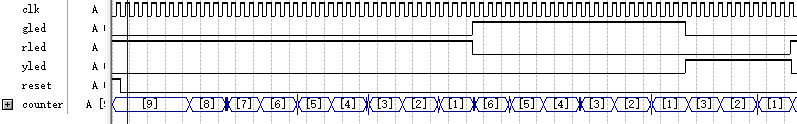 clk A
gled A
rled A
yled A
reset A
counter A [9] [8] [7] [6] [5] [4] [3] [2] [1] [6] [5] [4] [3] [2] [1] [3] [2] [1]